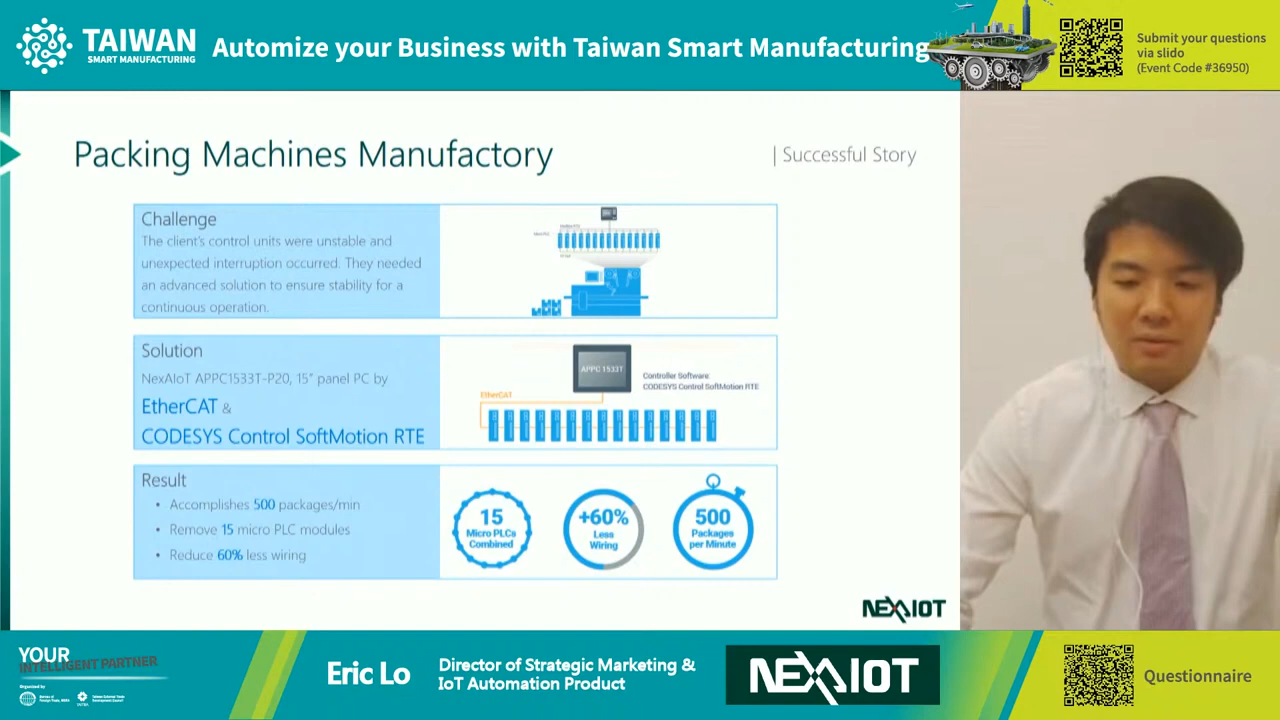 TAIWAN
SMART MANUFACTURING
Automize your Business with Taiwan Smart Manufacturing
Submit your questions
via slido
(Event Code #36950)
Packing Machines Manufactory
| Successful Story
Challenge
The client's control units were unstable and
unexpected interruption occurred. They needed
an advanced solution to ensure stability for a
continuous operation.
Solution
NexAIoT APPC1533T-P20, 15" panel PC by
EtherCAT &
CODESYS Control SoftMotion RTE
APPC 1533T
Controller Software:
CODESYS Control SoftMotion RTE
EtherCAT
Result
• Accomplishes 500 packages/min
• Remove 15 micro PLC modules
• Reduce 60% less wiring
15
Micro PLCs
Combined
+60%
Less
Wiring
500
Packages
per Minute
NEXAIOT
YOUR
INTELLIGENT PARTNER
Organized by
Eric Lo
Director of Strategic Marketing &
IoT Automation Product
NEXAIOT
Questionnaire